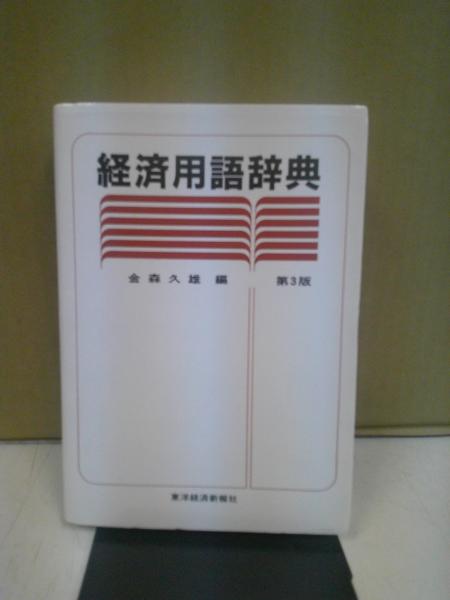 経済用語辞典
金森久雄 編 第3版
東洋経済新報社